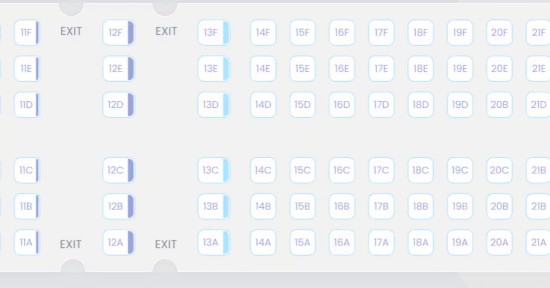 11F EXIT 12F EXIT 13F 14F 15F 16F 17F 18F 19F 20F 21F
11E 12E 13E 14E 15E 16E 17E 18E 19E 20E 21E
11D 12D 13D 14D 15D 16D 17D 18D 19D 20B 21D
11C 12C 13C 14C 15C 16C 17C 18C 19C 20C 21B
11B 12B 13B 14B 15B 16B 17B 18B 19B 20B 21B
11A EXIT 12A EXIT 13A 14A 15A 16A 17A 18A 19A 20A 21A